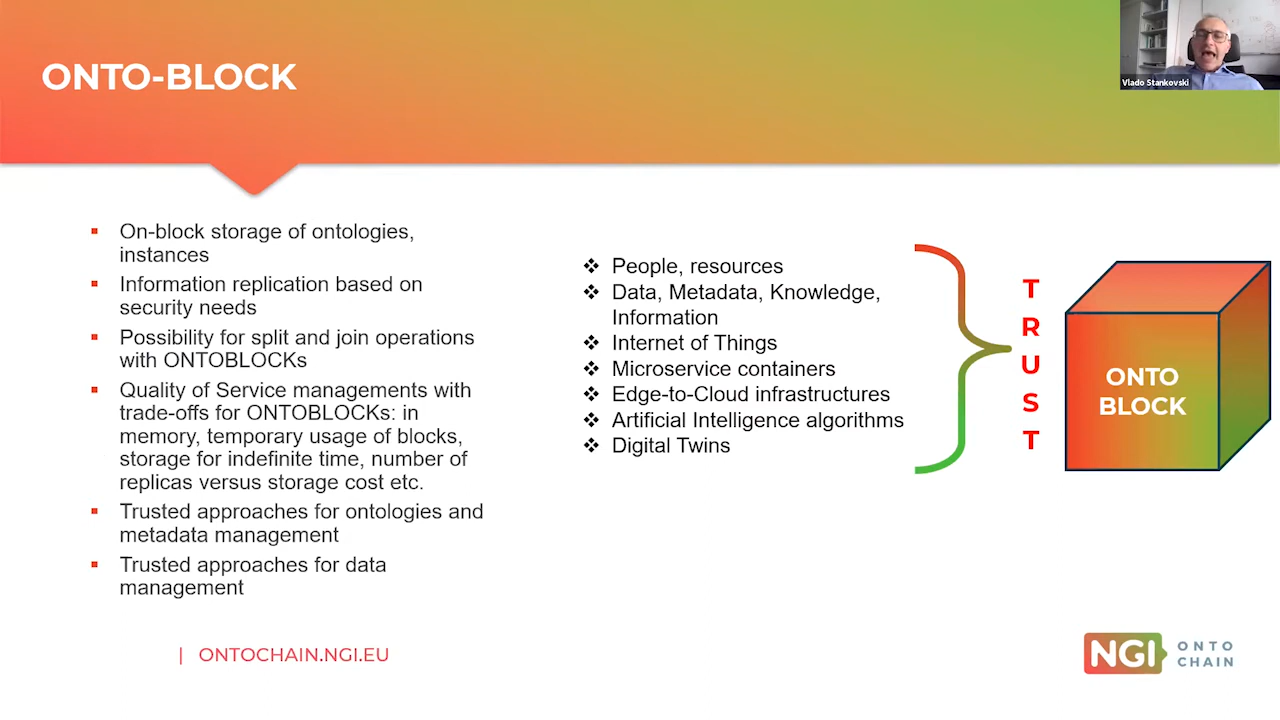 ONTO-BLOCK
Vlado Stankovski
On-block storage of ontologies,
instances
Information replication based on
security needs
Possibility for split and join operations
with ONTOBLOCKs
Quality of Service managements with
trade-offs for ONTOBLOCKs: in
memory, temporary usage of blocks,
storage for indefinite time, number of
replicas versus storage cost etc.
Trusted approaches for ontologies and
metadata management
Trusted approaches for data
management
People, resources
Data, Metadata, Knowledge,
Information
Internet of Things
Microservice containers
Edge-to-Cloud infrastructures
Artificial Intelligence algorithms
Digital Twins
T
R
U
S
T
ONTO
BLOCK
| ONTOCHAIN.NGI.EU
NGI
ONTO
CHAIN